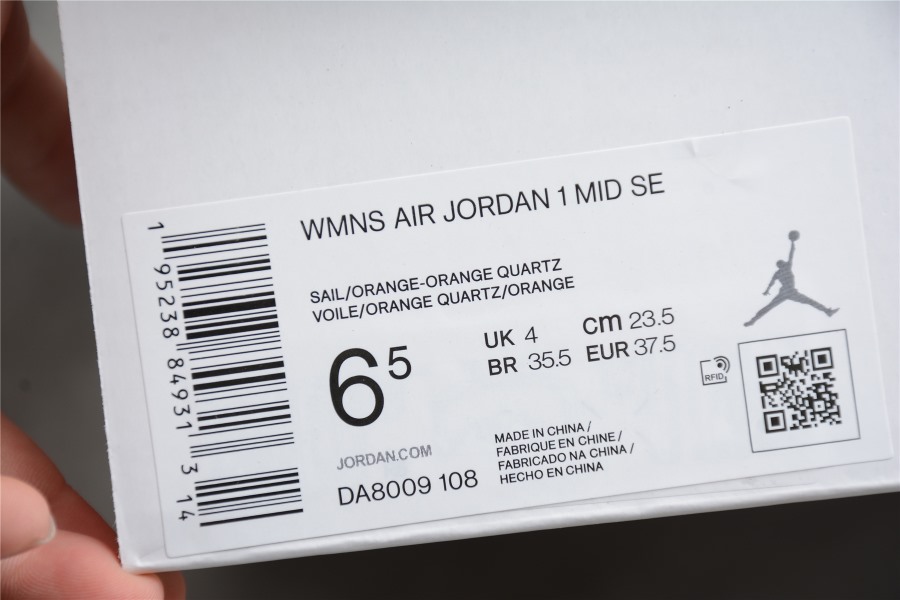 WMNS AIR JORDAN 1 MID SE
SAIL/ORANGE-ORANGE QUARTZ
VOILE/ORANGE QUARTZ/ORANGE
6 5
UK 4 cm 23.5
BR 35.5 EUR 37.5
RFID
JORDAN.COM
DA8009 108
MADE IN CHINA /
FABRIQUE EN CHINE /
FABRICADO NA CHINA /
HECHO EN CHINA
1 95238 84931 3 14